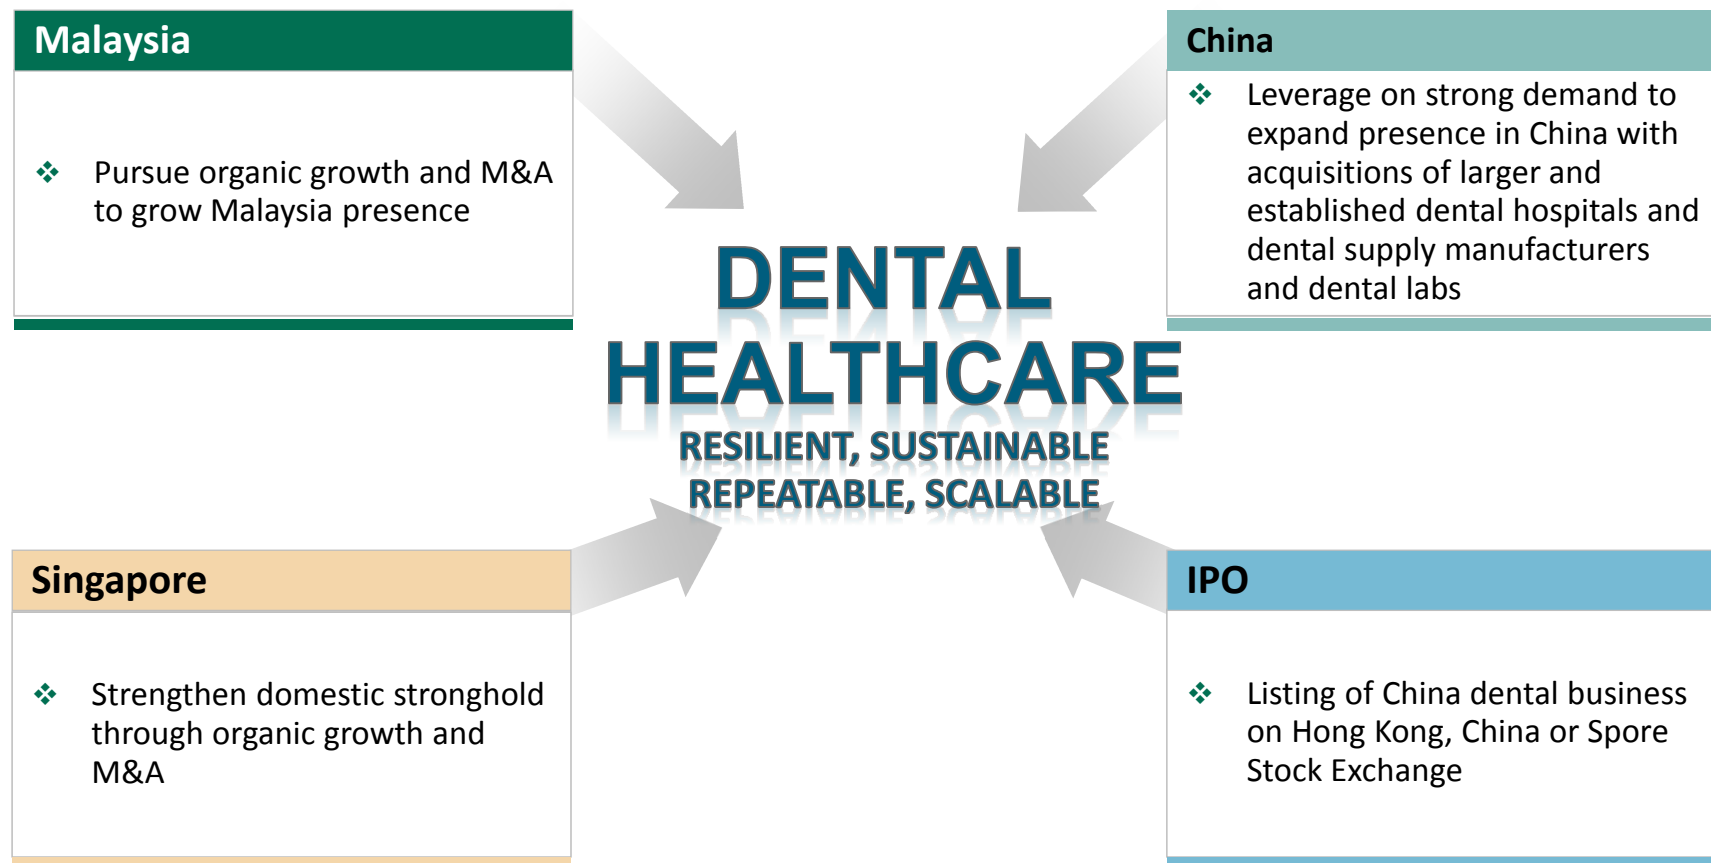 Malaysia
❖ Pursue organic growth and M&A
to grow Malaysia presence
China
❖ Leverage on strong demand to
expand presence in China with
acquisitions of larger and
established dental hospitals and
dental supply manufacturers
and dental labs
DENTAL
HEALTHCARE
RESILIENT, SUSTAINABLE
REPEATABLE, SCALABLE
Singapore
❖ Strengthen domestic stronghold
through organic growth and
M&A
IPO
❖ Listing of China dental business
on Hong Kong, China or Spore
Stock Exchange